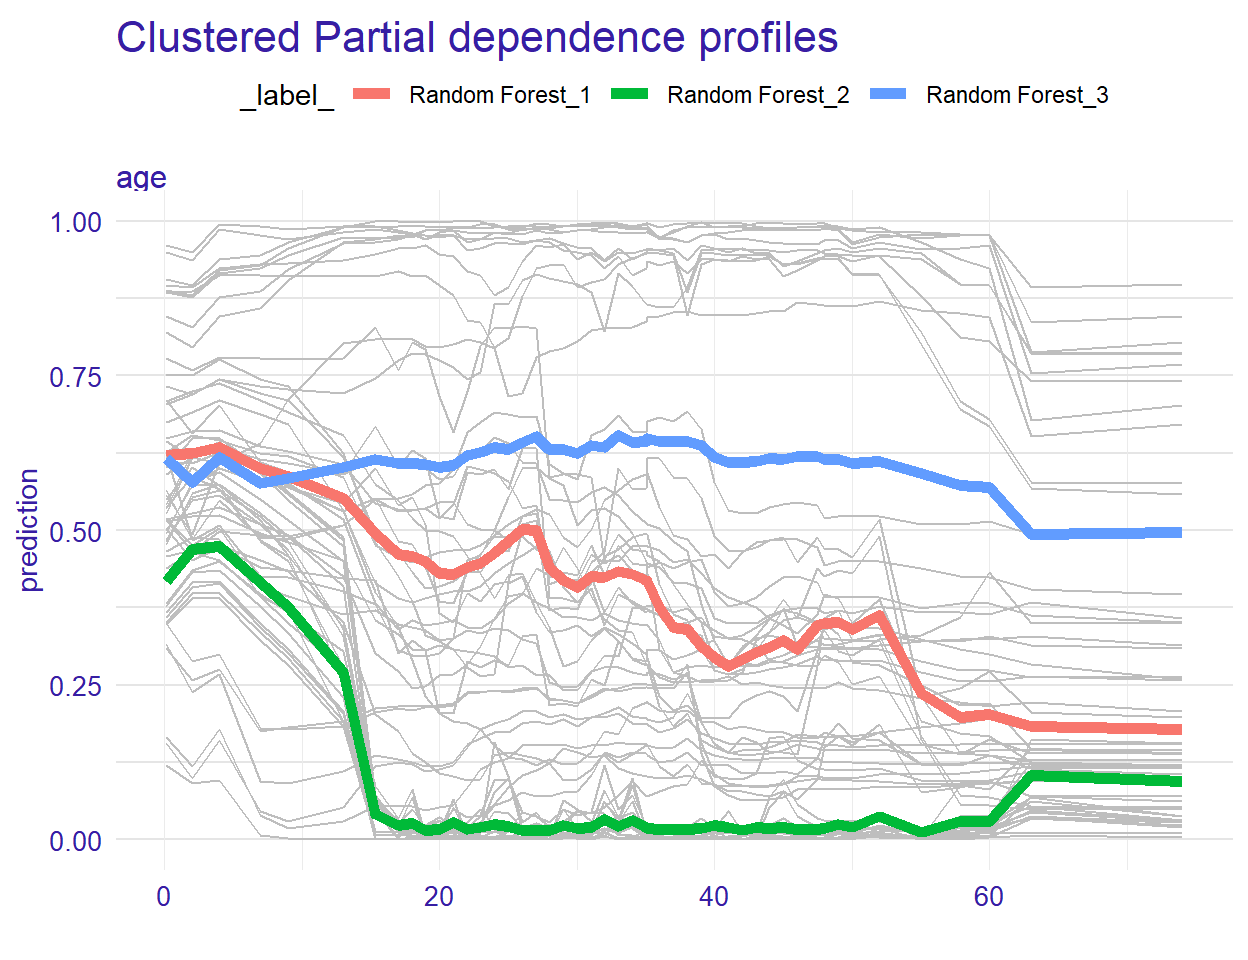 Clustered Partial dependence profiles
_label_ Random Forest_1 Random Forest_2 Random Forest_3
age
1.00
0.75
0.50
0.25
0.00
prediction
0 20 40 60